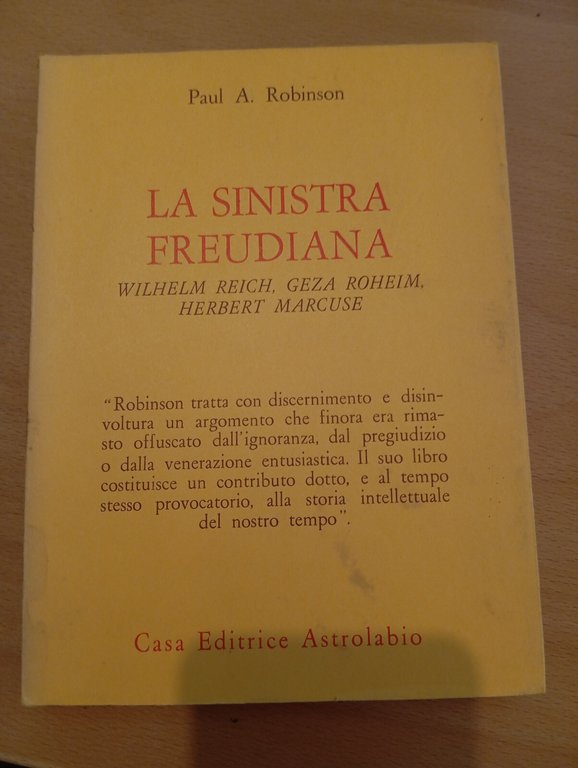 Paul A. Robinson
LA SINISTRA
FREUDIANA
WILHELM REICH, GEZA ROHEIM,
HERBERT MARCUSE
“Robinson tratta con discernimento e disin-
voltura un argomento che finora era rima-
sto offuscato dall'ignoranza, dal pregiudizio
o dalla venerazione entusiastica. Il suo libro
costituisce un contributo dotto, e al tempo
stesso provocatorio, alla storia intellettuale
del nostro tempo”.
Casa Editrice Astrolabio